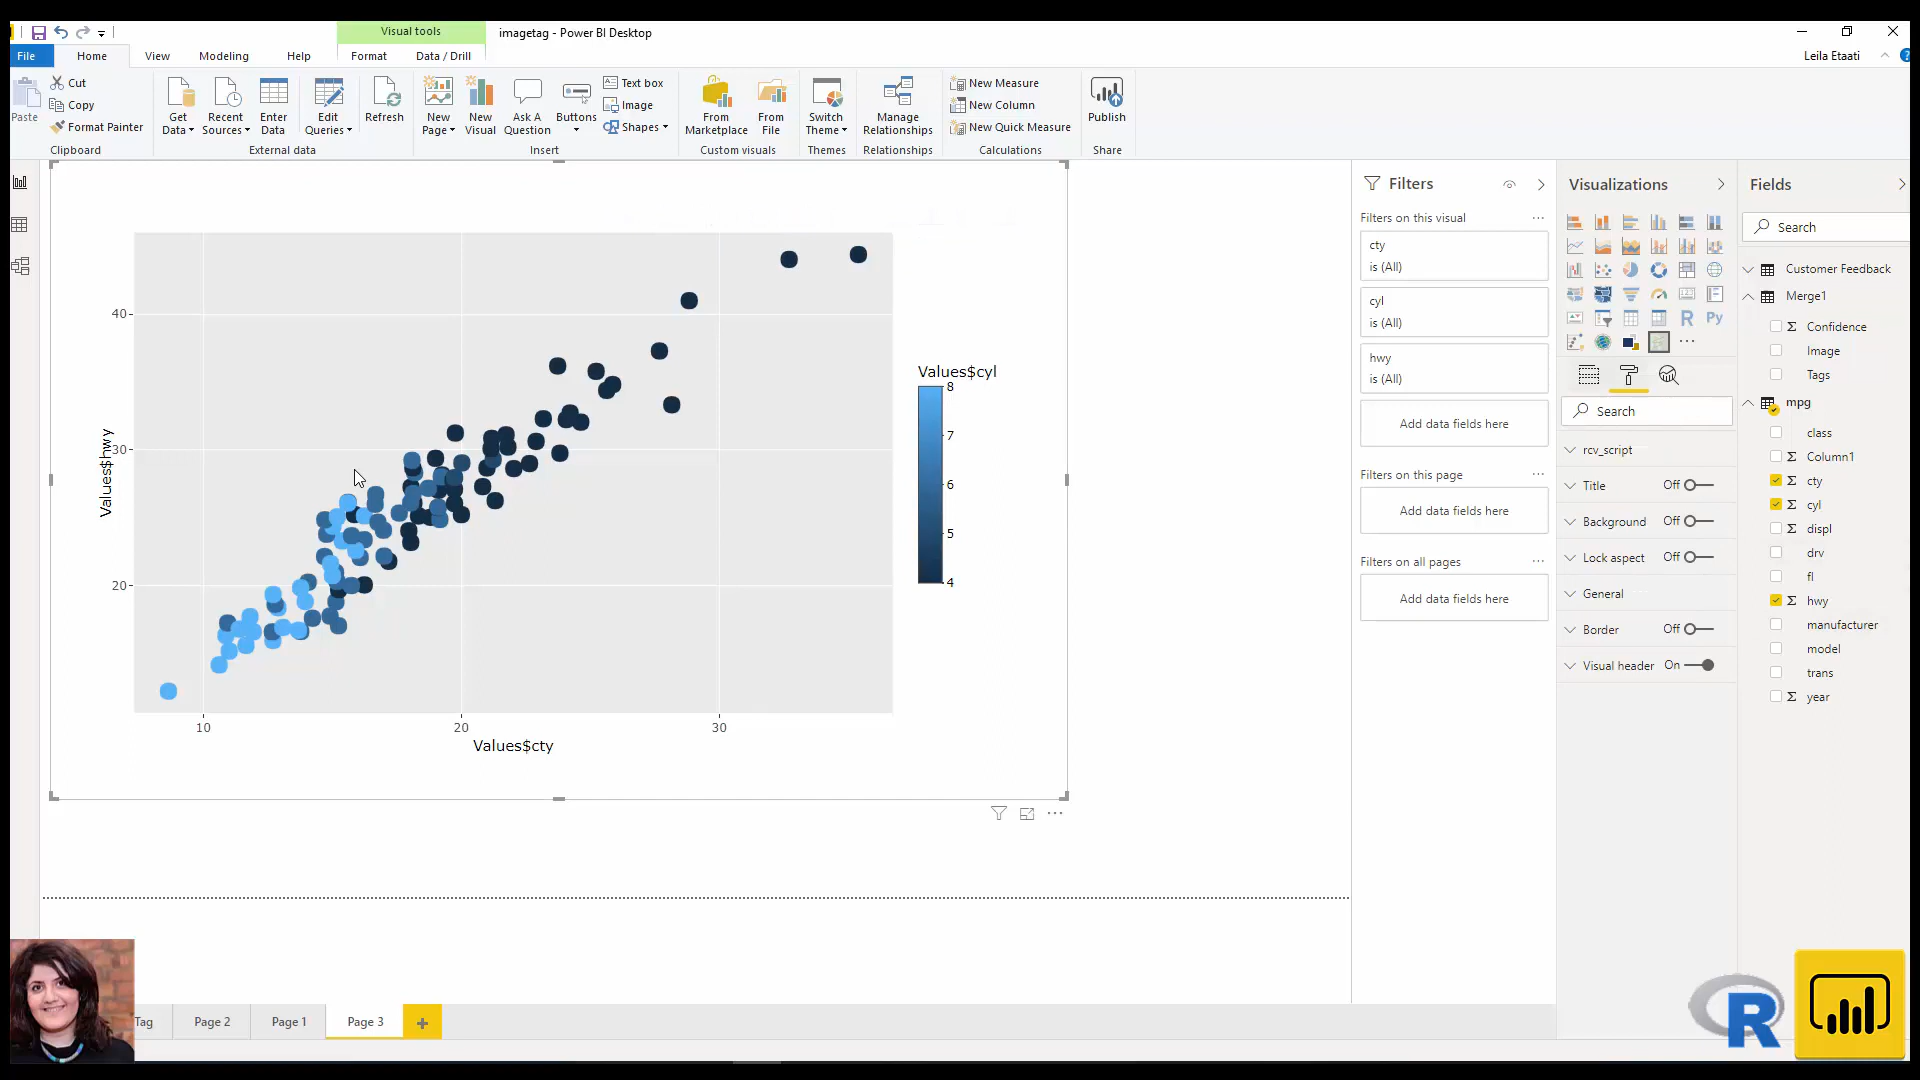 Visual tools
imagetag - Power BI Desktop
File
Home
View
Modeling
Help
Format
Data / Drill
Leila Etaati
Paste
Cut
Copy
Format Painter
Clipboard
Get Data
Recent Sources
Enter Data
Edit Queries
Refresh
External data
New Page
New Visual
Ask A Question
Buttons
Text box
Image
Shapes
Insert
From Marketplace
From File
Custom visuals
Switch Theme
Themes
Manage Relationships
Relationships
New Measure
New Column
New Quick Measure
Calculations
Publish
Share
Values$hwy
40
30
20
10
20
30
Values$cty
Values$cyl
8
7
6
5
4
Filters
Filters on this visual
cty
is (All)
cyl
is (All)
hwy
is (All)
Add data fields here
Filters on this page
Add data fields here
Filters on all pages
Add data fields here
Visualizations
R
Py
Search
rcv_script
Title Off
Background Off
Lock aspect Off
General
Border Off
Visual header On
Fields
Search
Customer Feedback
Merge1
Σ Confidence
Image
Tags
mpg
class
Σ Column1
Σ cty
Σ cyl
Σ displ
drv
fl
Σ hwy
manufacturer
model
trans
Σ year
Tag
Page 2
Page 1
Page 3
R